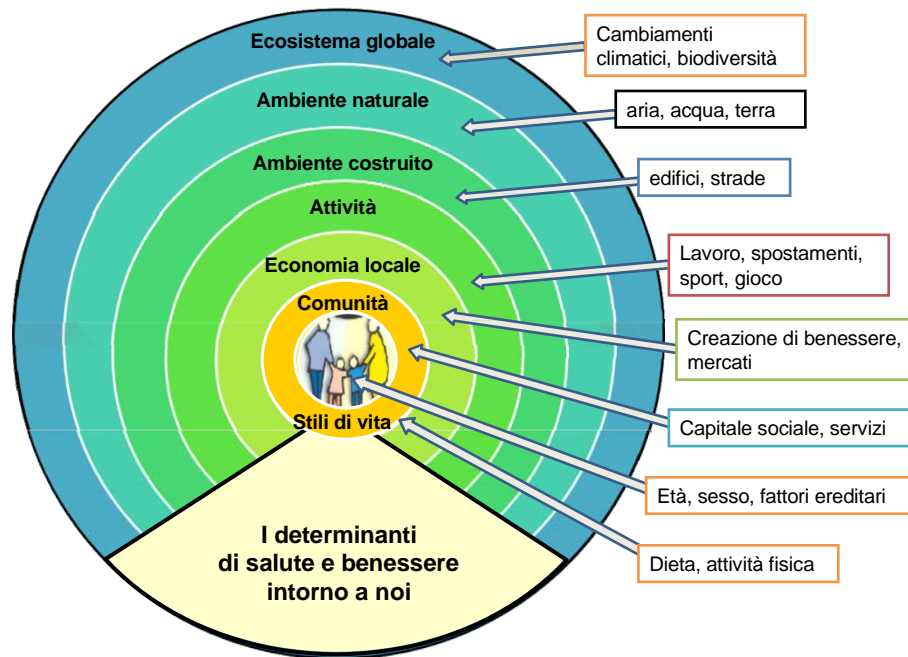 Ecosistema globale
Ambiente naturale
Ambiente costruito
Attività
Economia locale
Comunità
Stili di vita
I determinanti
di salute e benessere
intorno a noi
Cambiamenti
climatici, biodiversità
aria, acqua, terra
edifici, strade
Lavoro, spostamenti,
sport, gioco
Creazione di benessere,
mercati
Capitale sociale, servizi
Età, sesso, fattori ereditari
Dieta, attività fisica